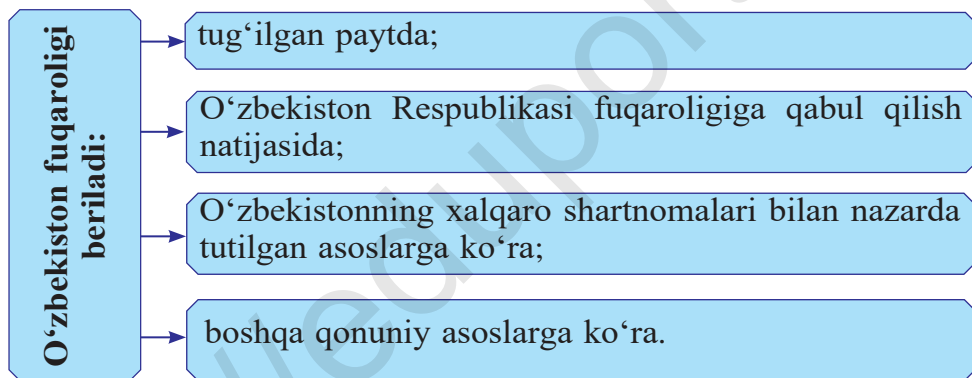 O‘zbekiston fuqaroligi
beriladi:
tug‘ilgan paytda;
O‘zbekiston Respublikasi fuqaroligiga qabul qilish
natijasida;
O‘zbekistonning xalqaro shartnomalari bilan nazarda
tutilgan asoslarga ko‘ra;
boshqa qonuniy asoslarga ko‘ra.